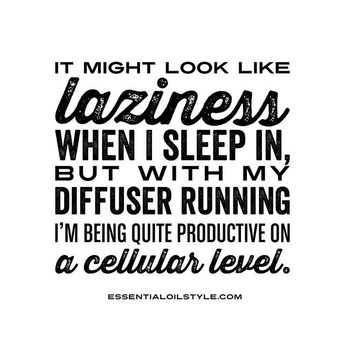 IT MIGHT LOOK LIKE
laziness
WHEN I SLEEP IN,
BUT WITH MY
DIFFUSER RUNNING
I'M BEING QUITE PRODUCTIVE ON
a cellular level.
ESSENTIALOILSTYLE.COM